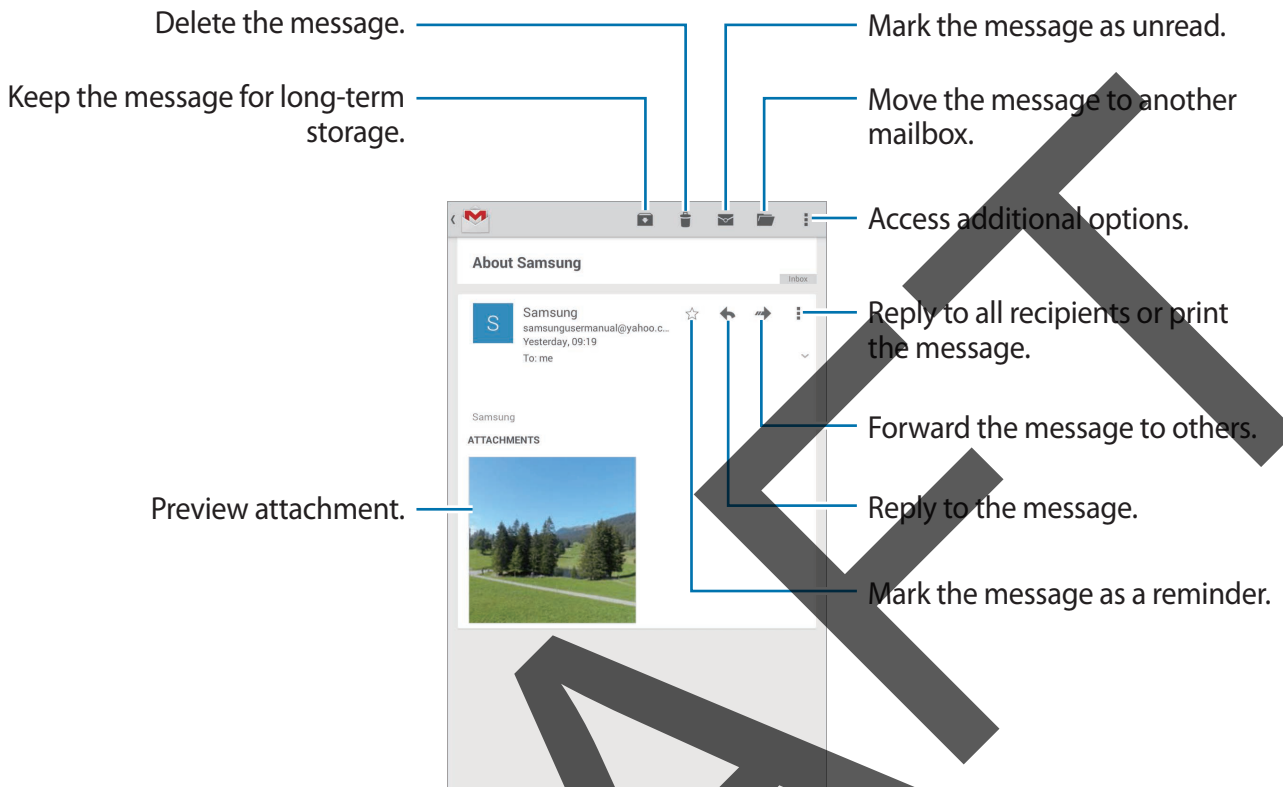 Delete the message.
Mark the message as unread.
Keep the message for long-term
storage.
Move the message to another
mailbox.
Access additional options.
About Samsung
Inbox
Reply to all recipients or print
the message.
S
Samsung
samsungusermanual@yahoo.c...
Yesterday, 09:19
To: me
Samsung
ATTACHMENTS
Forward the message to others.
Preview attachment.
Reply to the message.
Mark the message as a reminder.